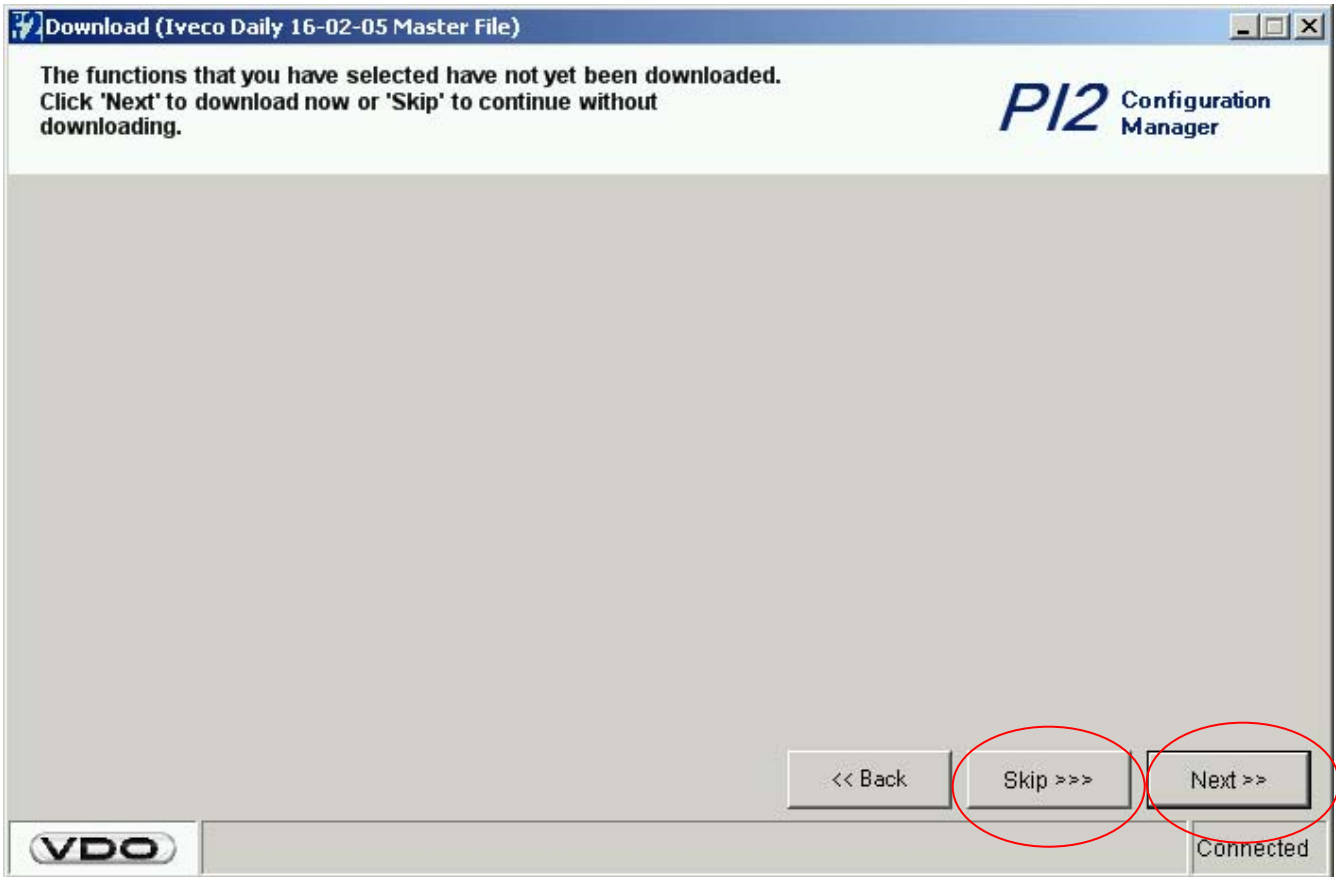 Download (Iveco Daily 16-02-05 Master File)
The functions that you have selected have not yet been downloaded.
Click 'Next' to download now or 'Skip' to continue without
downloading.
PI2 Configuration
Manager
<< Back
Skip >>>
Next >>
VDO
Connected